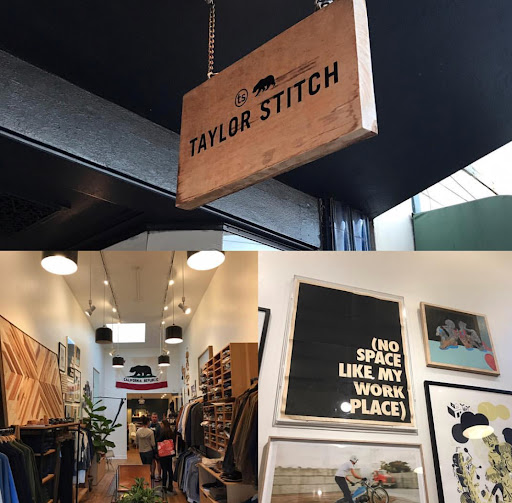 ts
TAYLOR STITCH
CALIFORNIA REPUBLIC
(NO
SPACE
LIKE MY
WORK
PLACE)